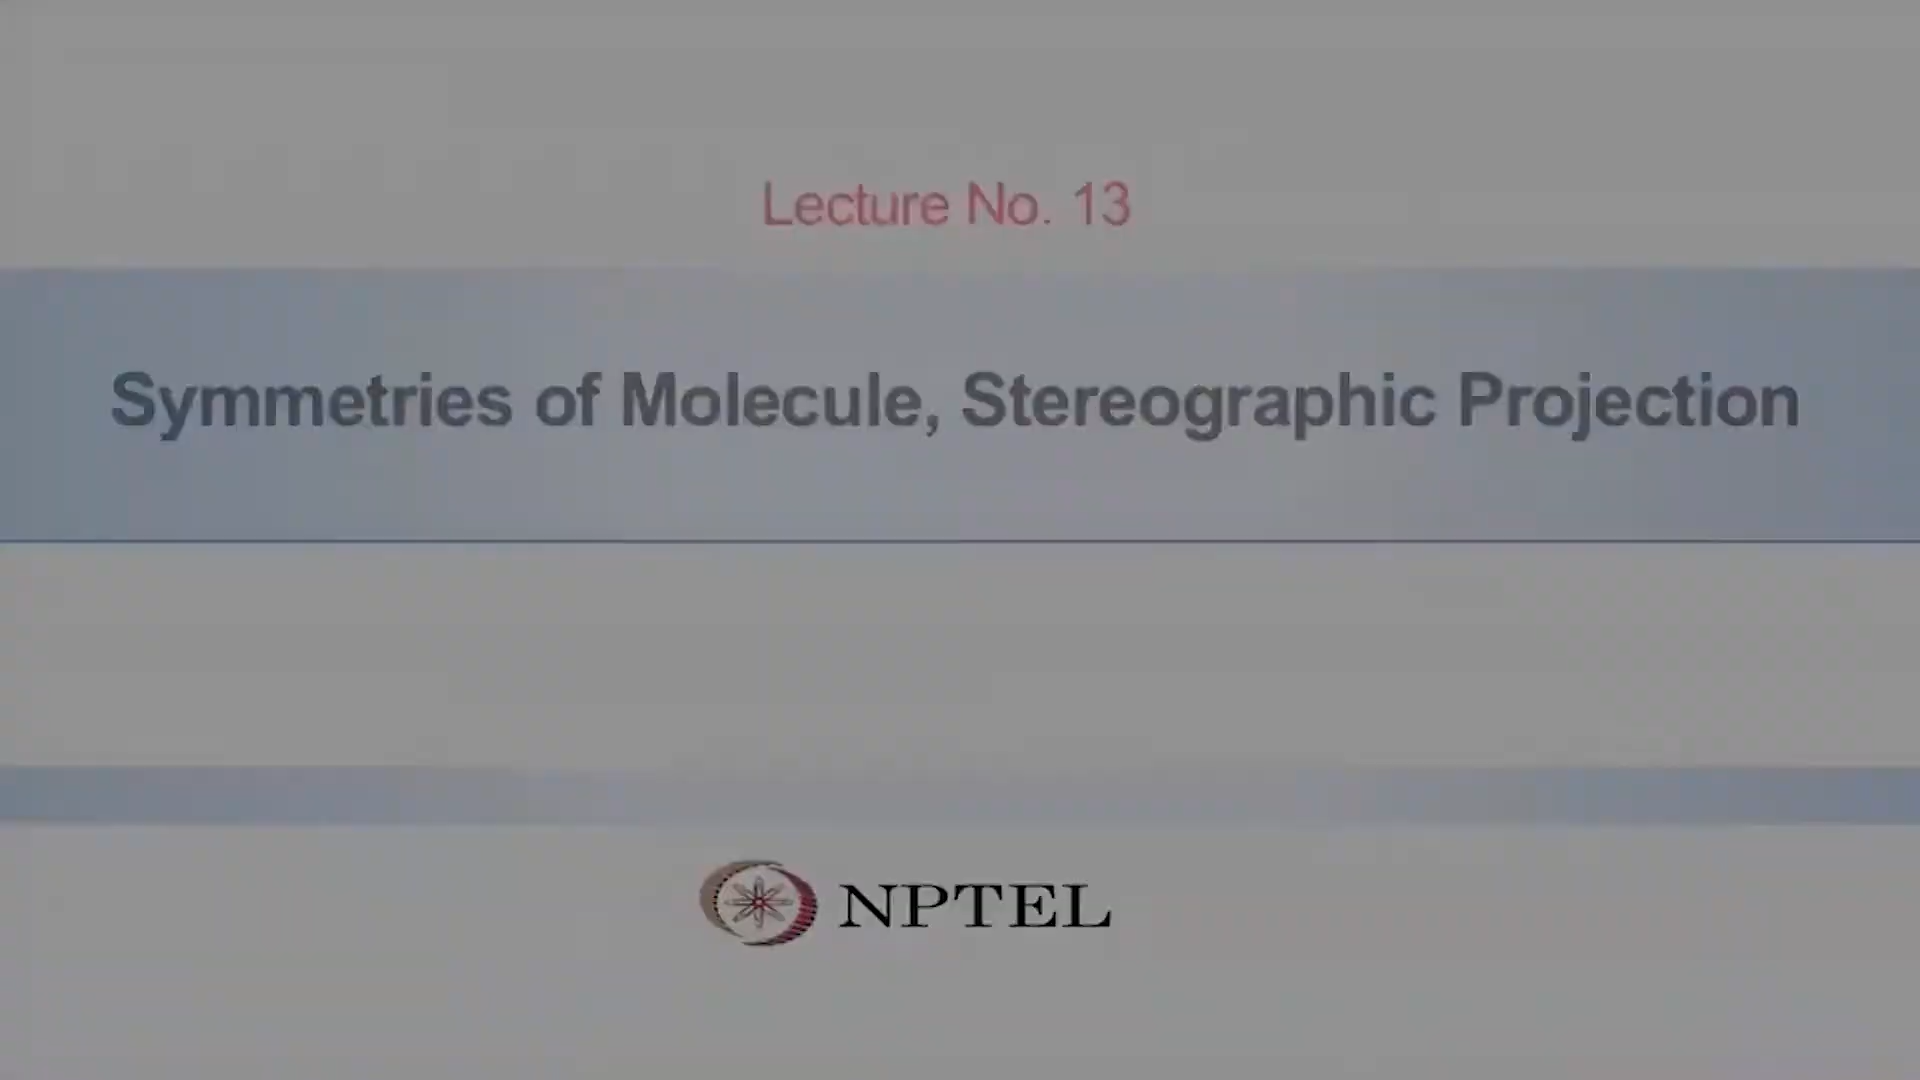 Lecture No. 13
Symmetries of Molecule, Stereographic Projection
NPTEL